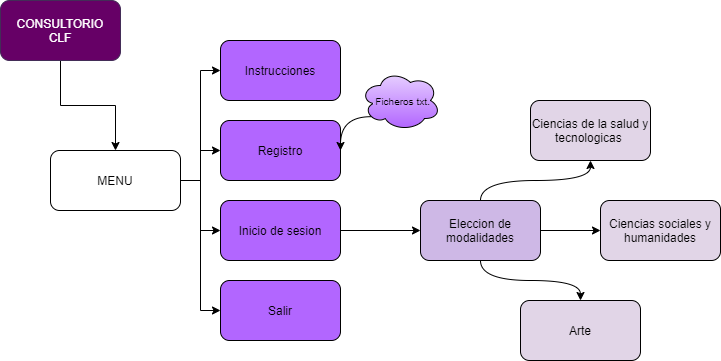 CONSULTORIO
CLF
MENU
Instrucciones
Registro
Ficheros txt.
Inicio de sesion
Salir
Eleccion de
modalidades
Ciencias de la salud y
tecnologicas
Ciencias sociales y
humanidades
Arte